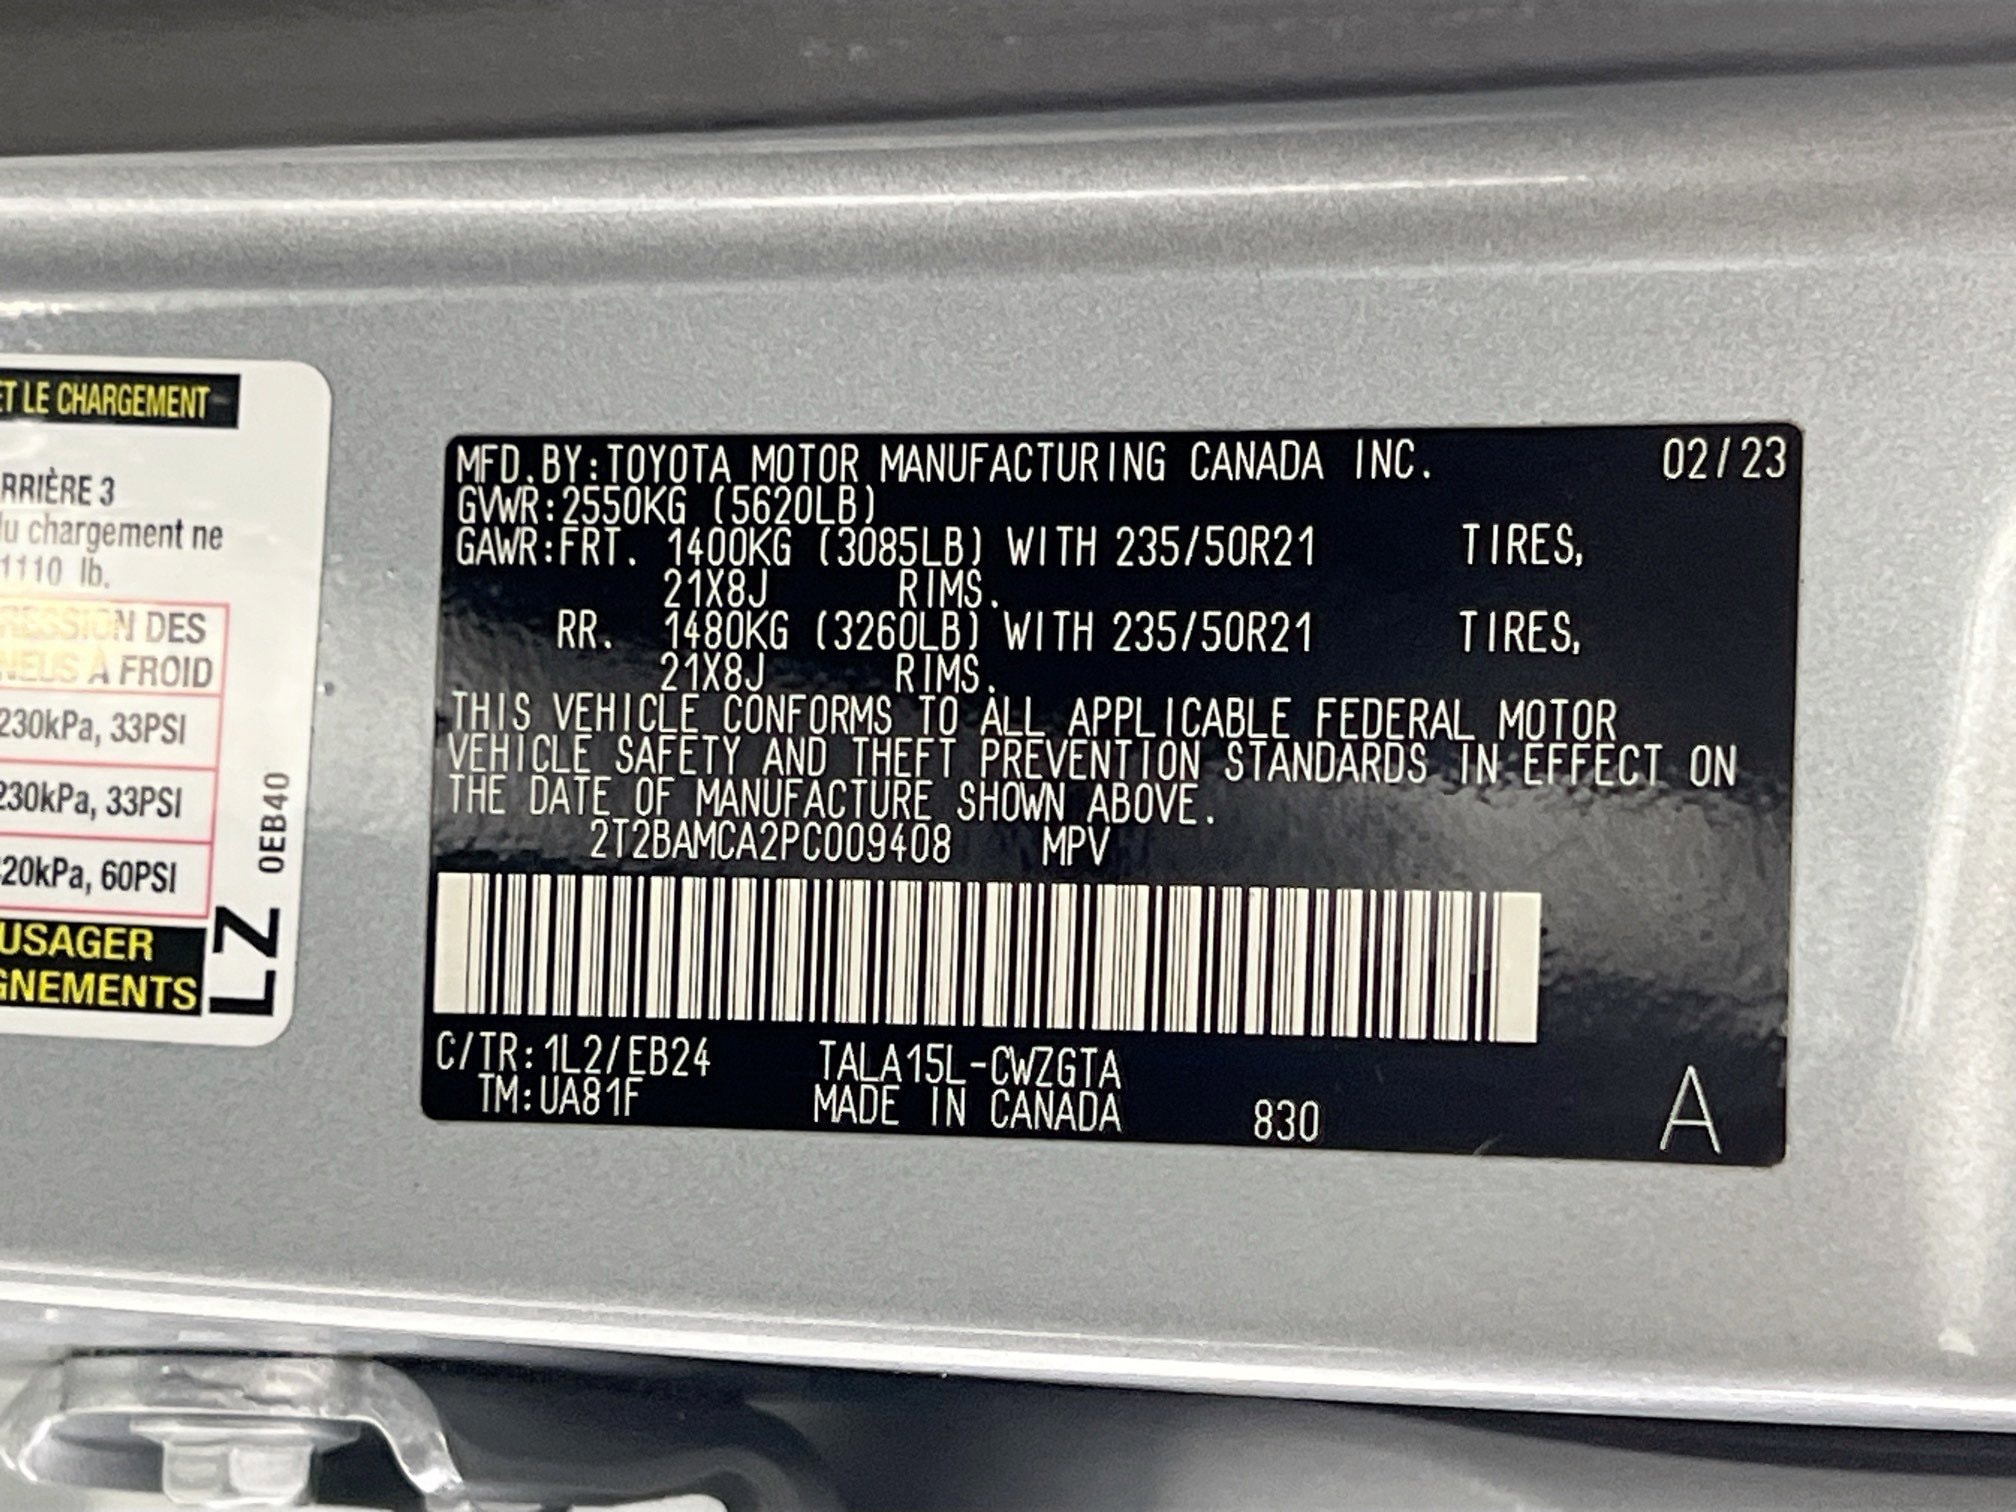 ET LE CHARGEMENT
RRIÈRE 3
du chargement ne
1110 lb.
RESSION DES
NEUS À FROID
230kPa, 33PSI
230kPa, 33PSI
420kPa, 60PSI
USAGER
GNEMENTS
LZ 0EB40
MFD.BY:TOYOTA MOTOR MANUFACTURING CANADA INC. 02/23
GVWR:2550KG (5620LB)
GAWR:FRT. 1400KG (3085LB) WITH 235/50R21 TIRES,
21X8J RIMS.
RR. 1480KG (3260LB) WITH 235/50R21 TIRES,
21X8J RIMS.
THIS VEHICLE CONFORMS TO ALL APPLICABLE FEDERAL MOTOR
VEHICLE SAFETY AND THEFT PREVENTION STANDARDS IN EFFECT ON
THE DATE OF MANUFACTURE SHOWN ABOVE.
2T2BAMCA2PC009408 MPV
C/TR:1L2/EB24 TALA15L-CWZGTA
TM:UA81F MADE IN CANADA 830 A